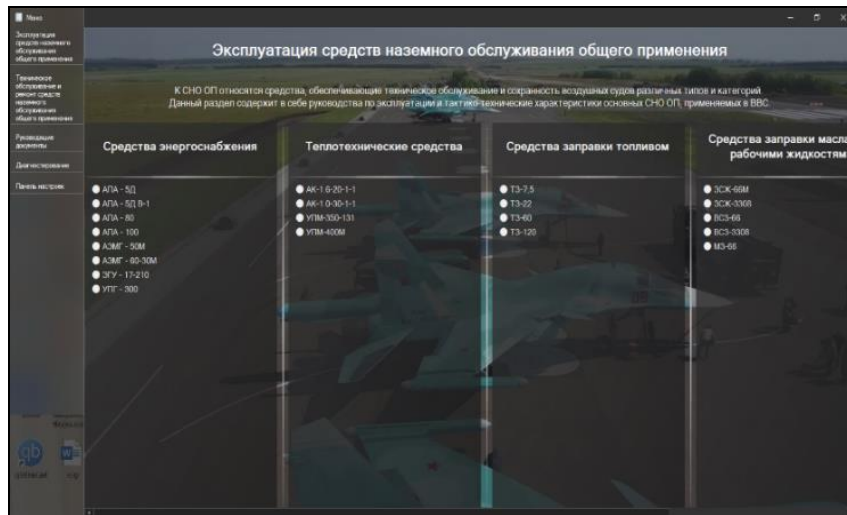 Меню
Эксплуатация
средств наземного
обслуживания
общего применения
Техническое
обслуживание и
ремонт средств
наземного
обслуживания
общего применения
Руководящие
документы
Диагностирование
Панель настроек
Эксплуатация средств наземного обслуживания общего применения
К СНО ОП относятся средства, обеспечивающие техническое обслуживание и сохранность воздушных судов различных типов и категорий.
Данный раздел содержит в себе руководства по эксплуатации и тактико-технические характеристики основных СНО ОП, применяемых в ВВС.
Средства энергоснабжения
АПА - 5Д
АПА - 5Д В-1
АПА - 80
АПА - 100
АЭМГ - 50М
АЭМГ - 60-30М
ЭГУ - 17-210
УПГ - 300
Теплотехнические средства
АК-1.6-20-1-1
АК-1.0-30-1-1
УПМ-350-131
УПМ-400М
Средства заправки топливом
ТЗ-7,5
ТЗ-22
ТЗ-60
ТЗ-120
Средства заправки масла
рабочими жидкостям
ЗСЖ-66М
ЗСЖ-3308
ВСЗ-66
ВСЗ-3308
МЗ-66
qb
W